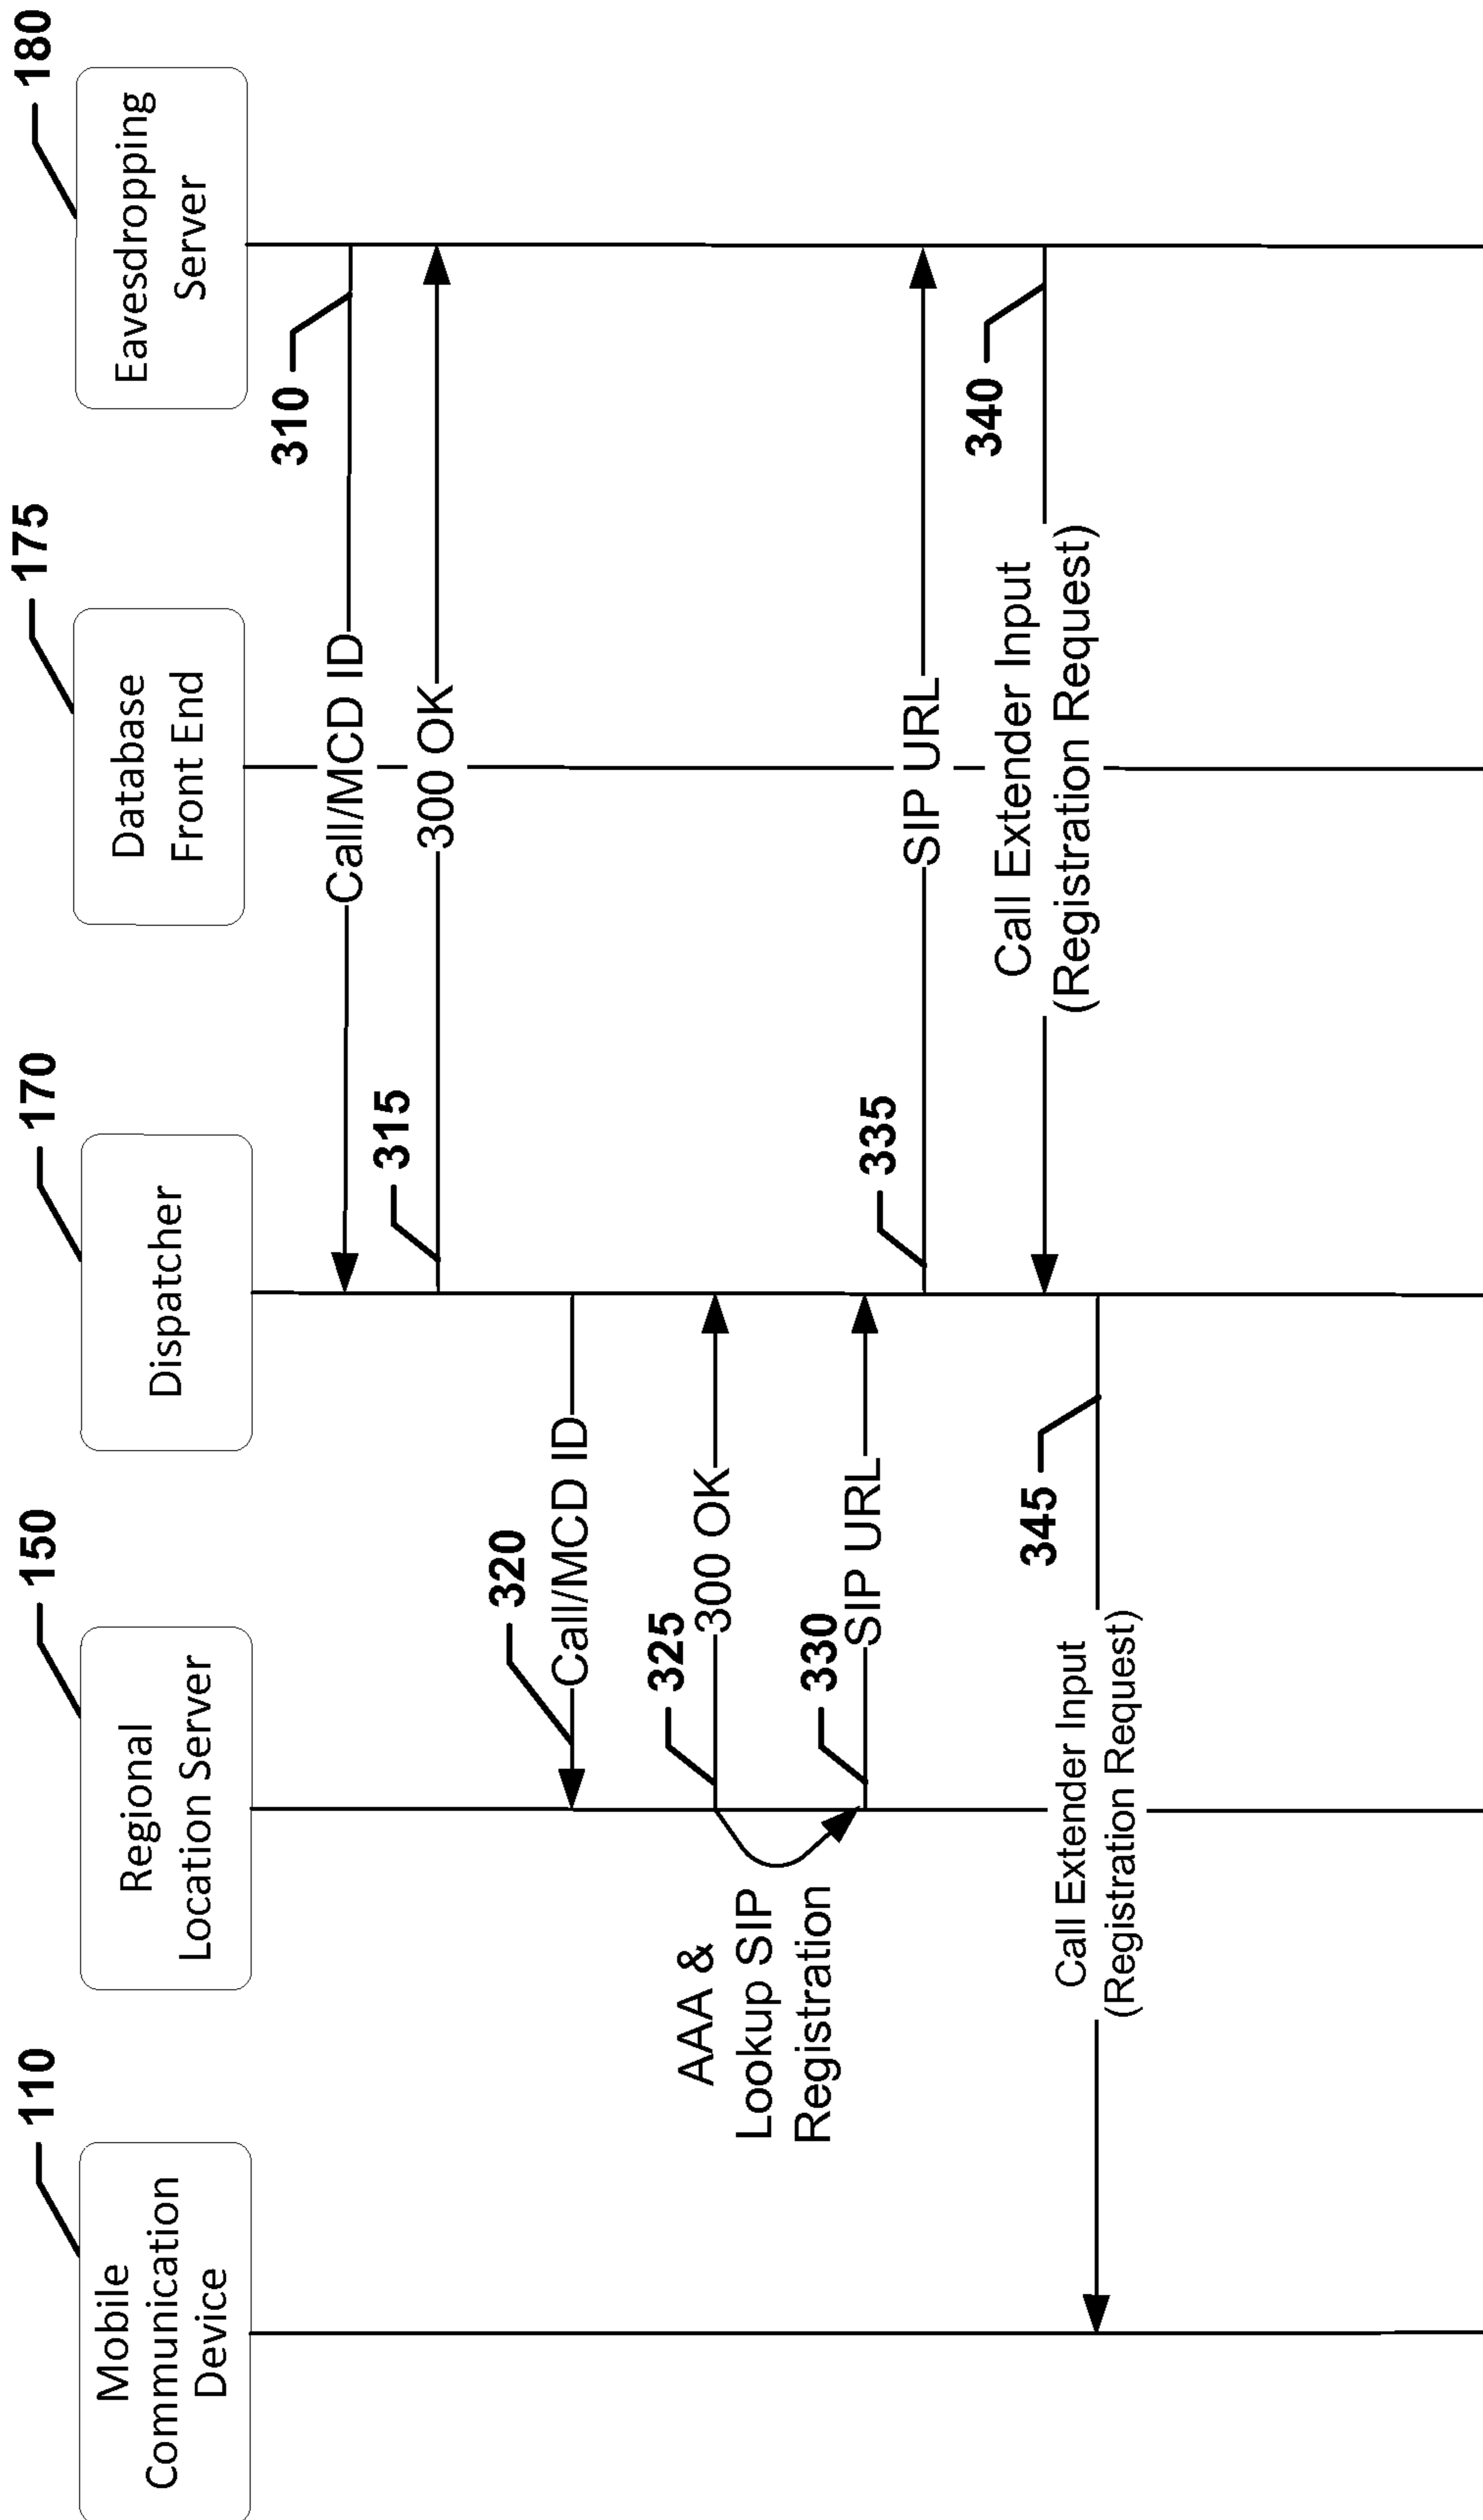 110
Mobile
Communication
Device
150
Regional
Location Server
170
Dispatcher
175
Database
Front End
180
Eavesdropping
Server
310
Call/MCD ID
315
300 OK
320
Call/MCD ID
325
300 OK
AAA &
Lookup SIP
Registration
330
SIP URL
335
SIP URL
340
Call Extender Input
(Registration Request)
345
Call Extender Input
(Registration Request)